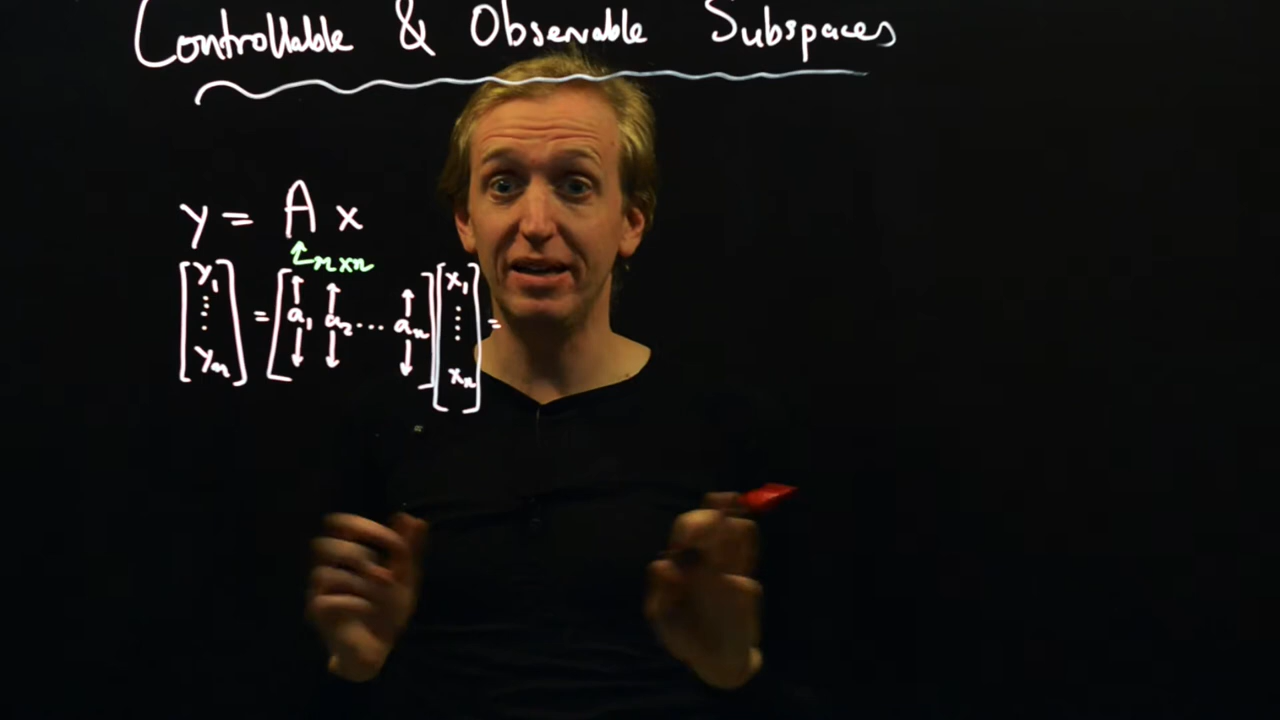 Controllable & Observable Subspaces
y = A x
n x n
[y₁ ⋮ yₙ] = [a₁ a₂ ... aₙ] [x₁ ⋮ xₙ] =